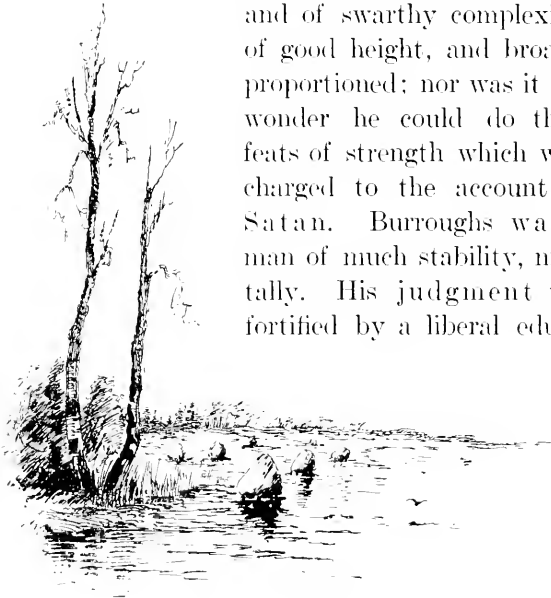 and of swarthy complexi
of good height, and broa
proportioned; nor was it
wonder he could do th
feats of strength which w
charged to the account
Satan. Burroughs wa
man of much stability, n
tally. His judgment
fortified by a liberal edu